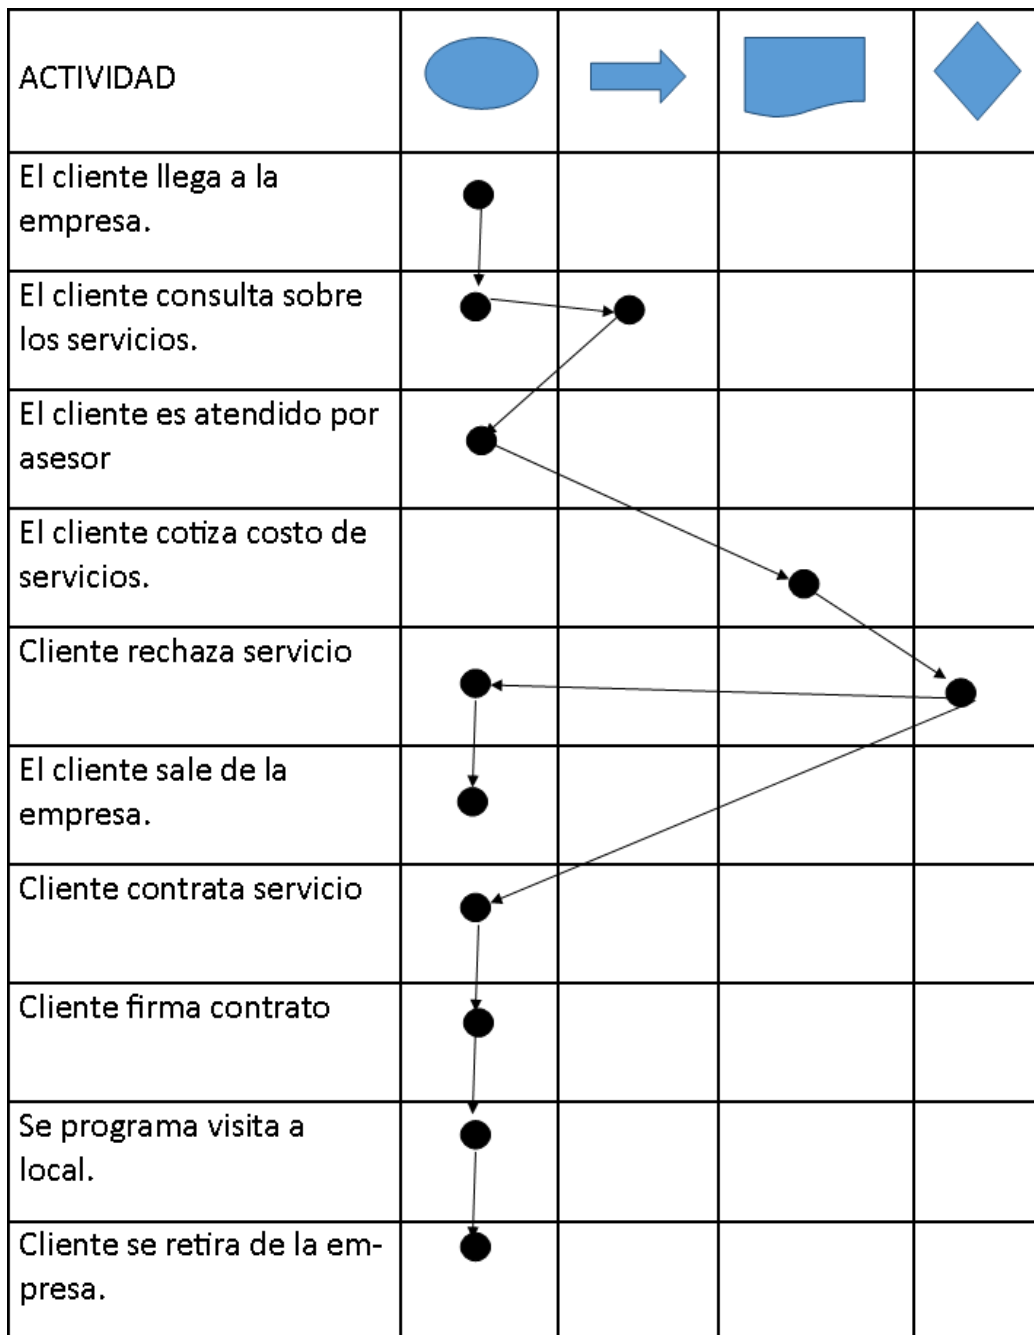 ACTIVIDAD
El cliente llega a la
empresa.
El cliente consulta sobre
los servicios.
El cliente es atendido por
asesor
El cliente cotiza costo de
servicios.
Cliente rechaza servicio
El cliente sale de la
empresa.
Cliente contrata servicio
Cliente firma contrato
Se programa visita a
local.
Cliente se retira de la em-
presa.